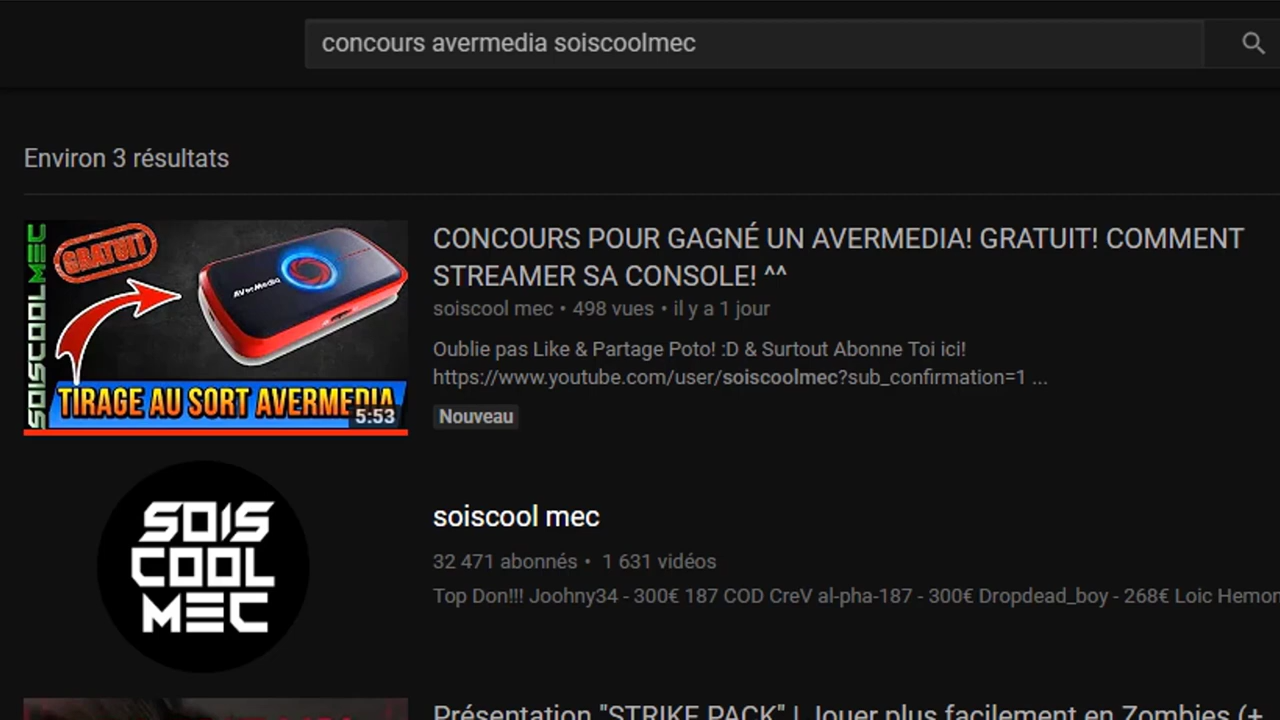 concours avermedia soiscoolmec
Environ 3 résultats
GRATUIT
SOISCOOLMEC
AVerMedia
TIRAGE AU SORT AVERMEDIA
5:53
CONCOURS POUR GAGNÉ UN AVERMEDIA! GRATUIT! COMMENT
STREAMER SA CONSOLE! ^^
soiscool mec • 498 vues • il y a 1 jour
Oublie pas Like & Partage Poto! :D & Surtout Abonne Toi ici!
https://www.youtube.com/user/soiscoolmec?sub_confirmation=1 ...
Nouveau
SOIS
COOL
MEC
soiscool mec
32 471 abonnés • 1 631 vidéos
Top Don!!! Joohny34 - 300€ 187 COD CreV al-pha-187 - 300€ Dropdead_boy - 268€ Loic Hemon
Présentation "STRIKE PACK" | Jouer plus facilement en Zombies (+